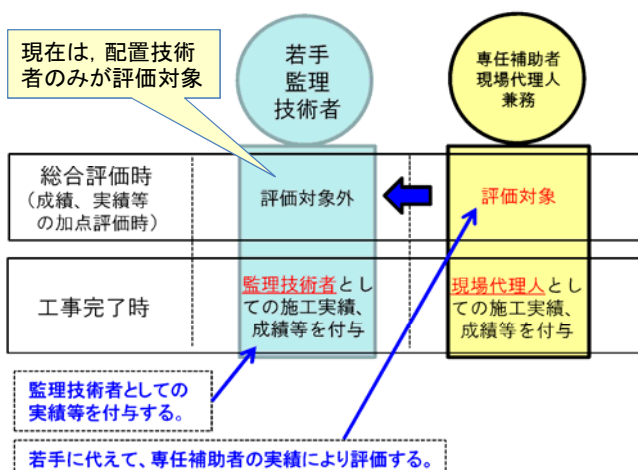 現在は，配置技術
者のみが評価対象
若手
監理
技術者
専任補助者
現場代理人
兼務
総合評価時
（成績、実績等
の加点評価時）
評価対象外
評価対象
工事完了時
監理技術者とし
ての施工実績、
成績等を付与
現場代理人とし
ての施工実績、
成績等を付与
監理技術者としての
実績等を付与する。
若手に代えて、専任補助者の実績により評価する。